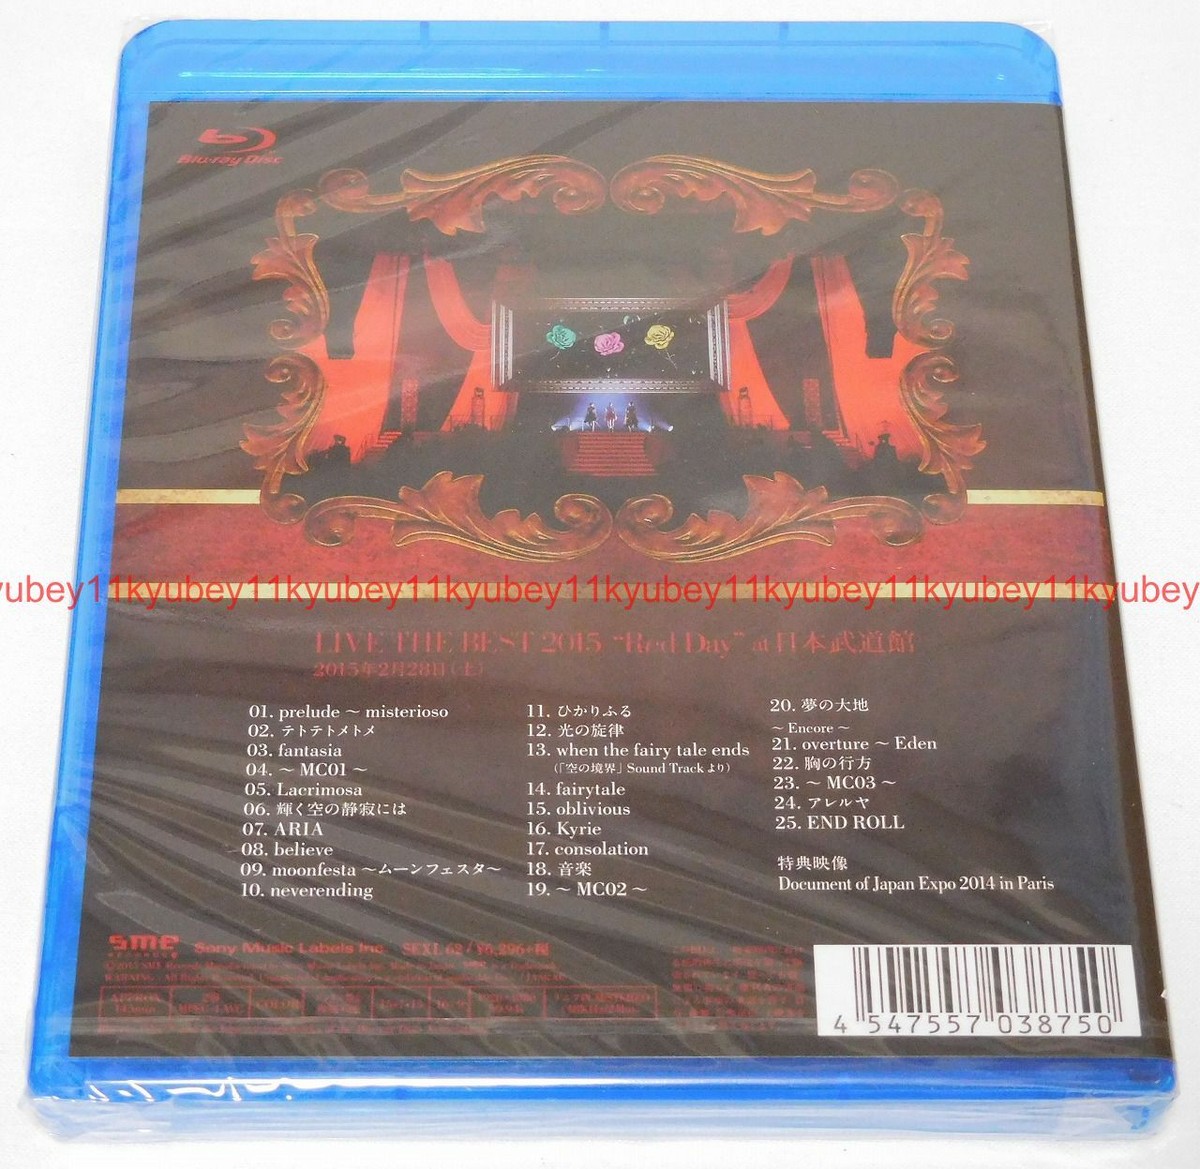 Blu-ray Disc
kyubey11kyubey11kyubey11kyubey11kyubey11kyubey11kyubey11kyubey
LIVE THE BEST 2015 “Red Day” at 日本武道館
2015年2月28日(土)
01. prelude ～ misterioso
02. テトテトメトメ
03. fantasia
04. ～ MC01 ～
05. Lacrimosa
06. 輝く空の静寂には
07. ARIA
08. believe
09. moonfesta ～ムーンフェスタ～
10. neverending
11. ひかりふる
12. 光の旋律
13. when the fairy tale ends
(「空の境界」Sound Trackより)
14. fairytale
15. oblivious
16. Kyrie
17. consolation
18. 音楽
19. ～ MC02 ～
20. 夢の大地
～ Encore ～
21. overture ～ Eden
22. 胸の行方
23. ～ MC03 ～
24. アレルヤ
25. END ROLL
特典映像
Document of Japan Expo 2014 in Paris
sme
Sony Music Labels Inc. SEXL 62 / ¥6,296+税
4 547557 038750